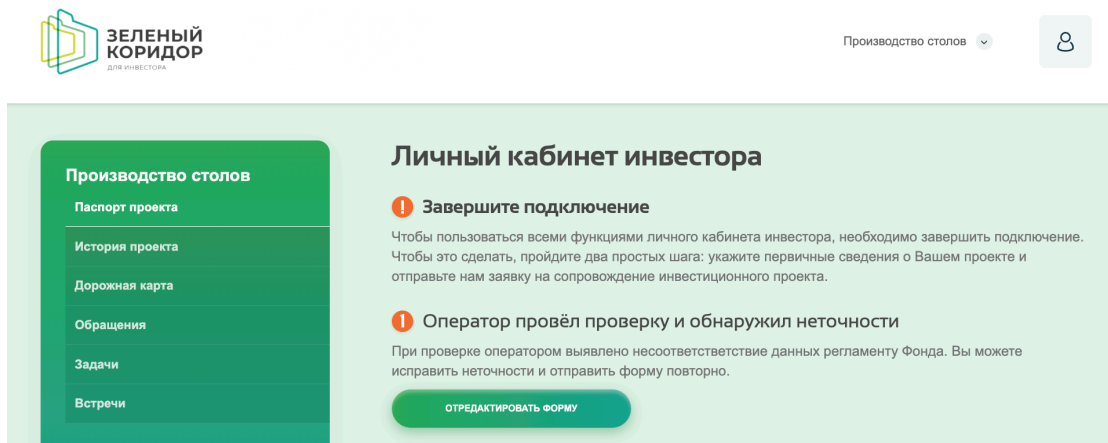 ЗЕЛЕНЫЙ
КОРИДОР
ДЛЯ ИНВЕСТОРА
Производство столов
Производство столов
Паспорт проекта
История проекта
Дорожная карта
Обращения
Задачи
Встречи
Личный кабинет инвестора
! Завершите подключение
Чтобы пользоваться всеми функциями личного кабинета инвестора, необходимо завершить подключение.
Чтобы это сделать, пройдите два простых шага: укажите первичные сведения о Вашем проекте и
отправьте нам заявку на сопровождение инвестиционного проекта.
1 Оператор провёл проверку и обнаружил неточности
При проверке оператором выявлено несоответстветствие данных регламенту Фонда. Вы можете
исправить неточности и отправить форму повторно.
ОТРЕДАКТИРОВАТЬ ФОРМУ